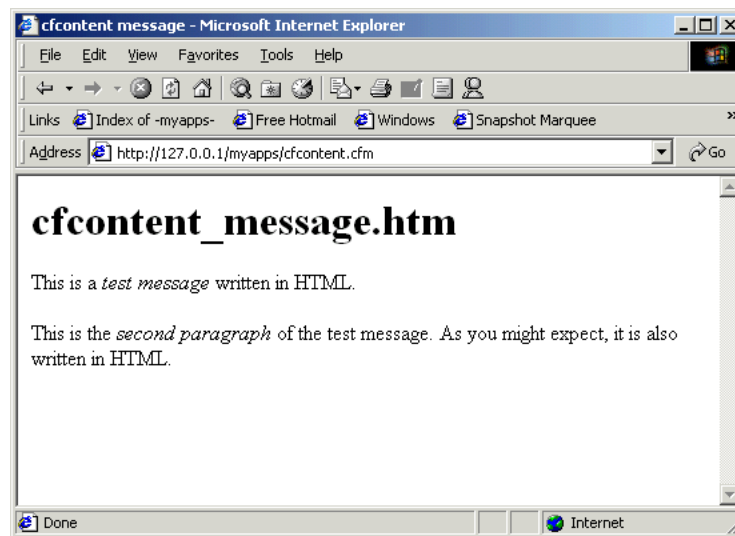 cfcontent message - Microsoft Internet Explorer
File Edit View Favorites Tools Help
Links Index of -myapps- Free Hotmail Windows Snapshot Marquee »
Address http://127.0.0.1/myapps/cfcontent.cfm Go
cfcontent_message.htm
This is a test message written in HTML.
This is the second paragraph of the test message. As you might expect, it is also
written in HTML.
Done Internet